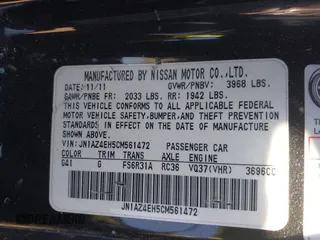 MANUFACTURED BY NISSAN MOTOR CO.,LTD.
DATE: 11/11 GVWR/PNBV: 3968 LBS.
GAWR/PNBE FR: 2033 LBS. RR: 1942 LBS.
THIS VEHICLE CONFORMS TO ALL APPLICABLE FEDERAL
MOTOR VEHICLE SAFETY,BUMPER,AND THEFT PREVENTION
STANDARDS IN EFFECT ON THE DATE OF MANUFACTURE
SHOWN ABOVE.
VIN: JN1AZ4EH5CM561472 PASSENGER CAR
COLOR TRIM TRANS AXLE ENGINE
G41 G FS6R31A RC36 VQ37(VHR) 3696CC
JN1AZ4EH5CM561472